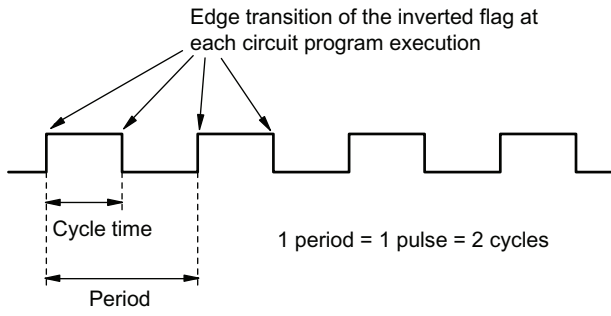 Edge transition of the inverted flag at
each circuit program execution
Cycle time
1 period = 1 pulse = 2 cycles
Period